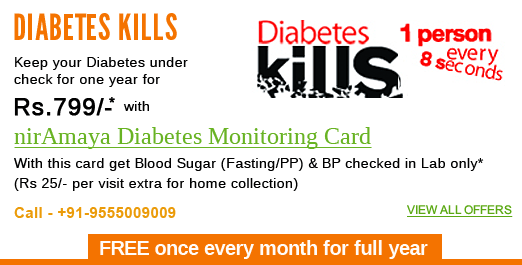 DIABETES KILLS
Keep your Diabetes under
check for one year for
Rs.799/-* with
nirAmaya Diabetes Monitoring Card
With this card get Blood Sugar (Fasting/PP) & BP checked in Lab only*
(Rs 25/- per visit extra for home collection)
Call - +91-9555009009
Diabetes
kills
1 person
every
8 seconds
VIEW ALL OFFERS
FREE once every month for full year